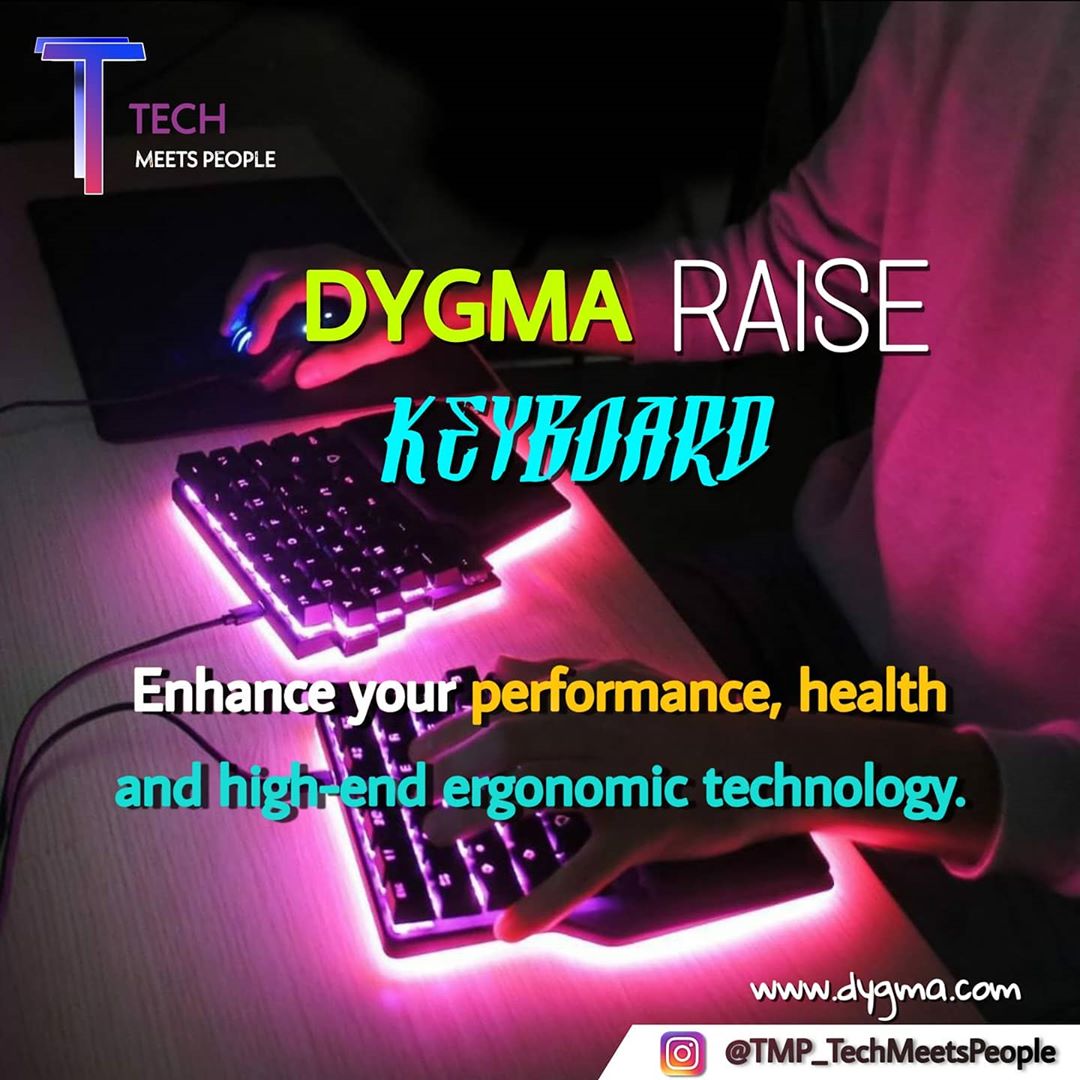 TECH
MEETS PEOPLE
DYGMA RAISE
KEYBOARD
Enhance your performance, health
and high-end ergonomic technology.
www.dygma.com
@TMP_TechMeetsPeople